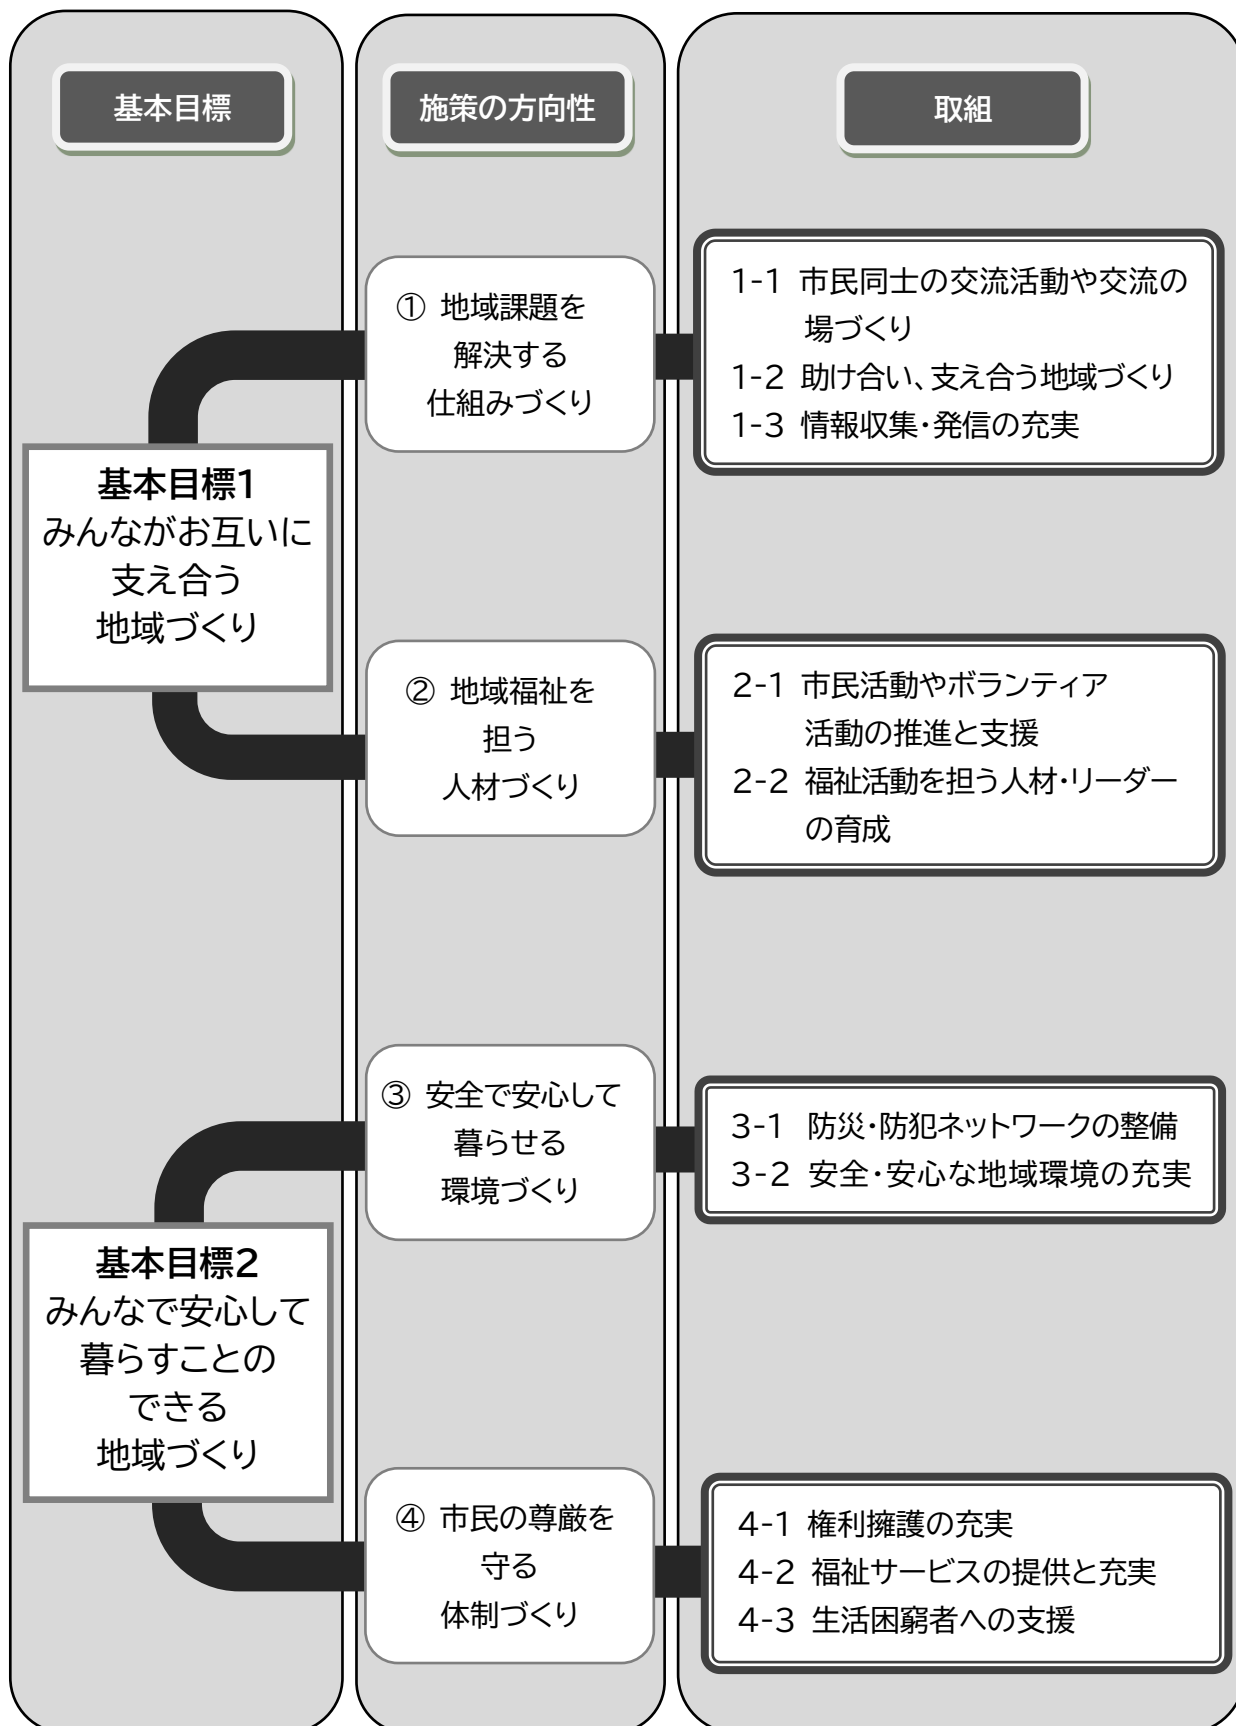 基本目標
施策の方向性
取組
基本目標1
みんながお互いに
支え合う
地域づくり
① 地域課題を
解決する
仕組みづくり
1-1 市民同士の交流活動や交流の
場づくり
1-2 助け合い、支え合う地域づくり
1-3 情報収集・発信の充実
② 地域福祉を
担う
人材づくり
2-1 市民活動やボランティア
活動の推進と支援
2-2 福祉活動を担う人材・リーダー
の育成
基本目標2
みんなで安心して
暮らすことの
できる
地域づくり
③ 安全で安心して
暮らせる
環境づくり
3-1 防災・防犯ネットワークの整備
3-2 安全・安心な地域環境の充実
④ 市民の尊厳を
守る
体制づくり
4-1 権利擁護の充実
4-2 福祉サービスの提供と充実
4-3 生活困窮者への支援